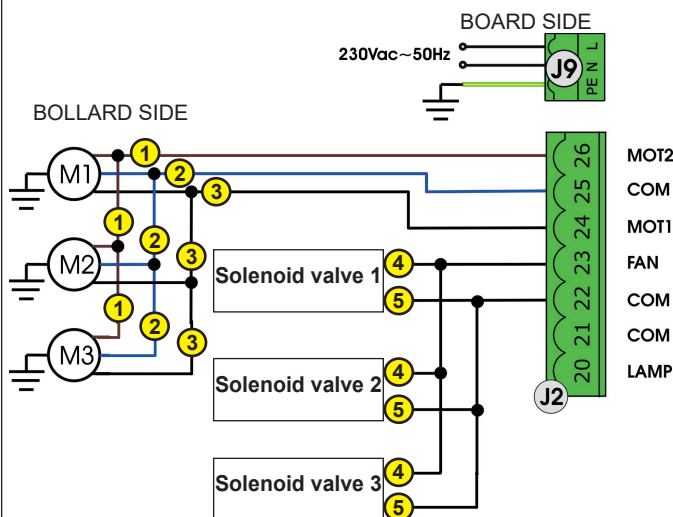 BOARD SIDE
230Vac~50Hz
J9
PE N L
BOLLARD SIDE
M1
1
2
3
26 MOT2
25 COM
24 MOT1
1
2
3
M2
Solenoid valve 1
4
5
23 FAN
22 COM
21 COM
20 LAMP
J2
1
2
3
M3
Solenoid valve 2
4
5
Solenoid valve 3
4
5